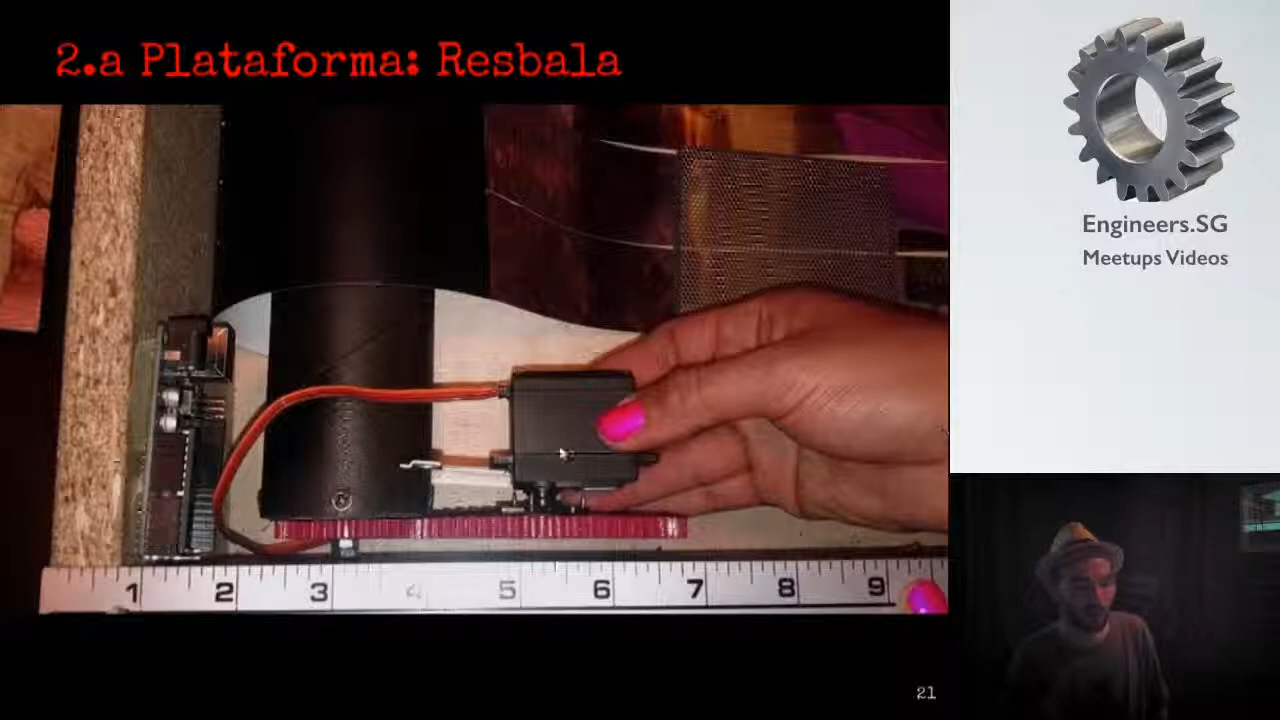 2.a Plataforma: Resbala
Engineers.SG
Meetups Videos
1 2 3 4 5 6 7 8 9
21